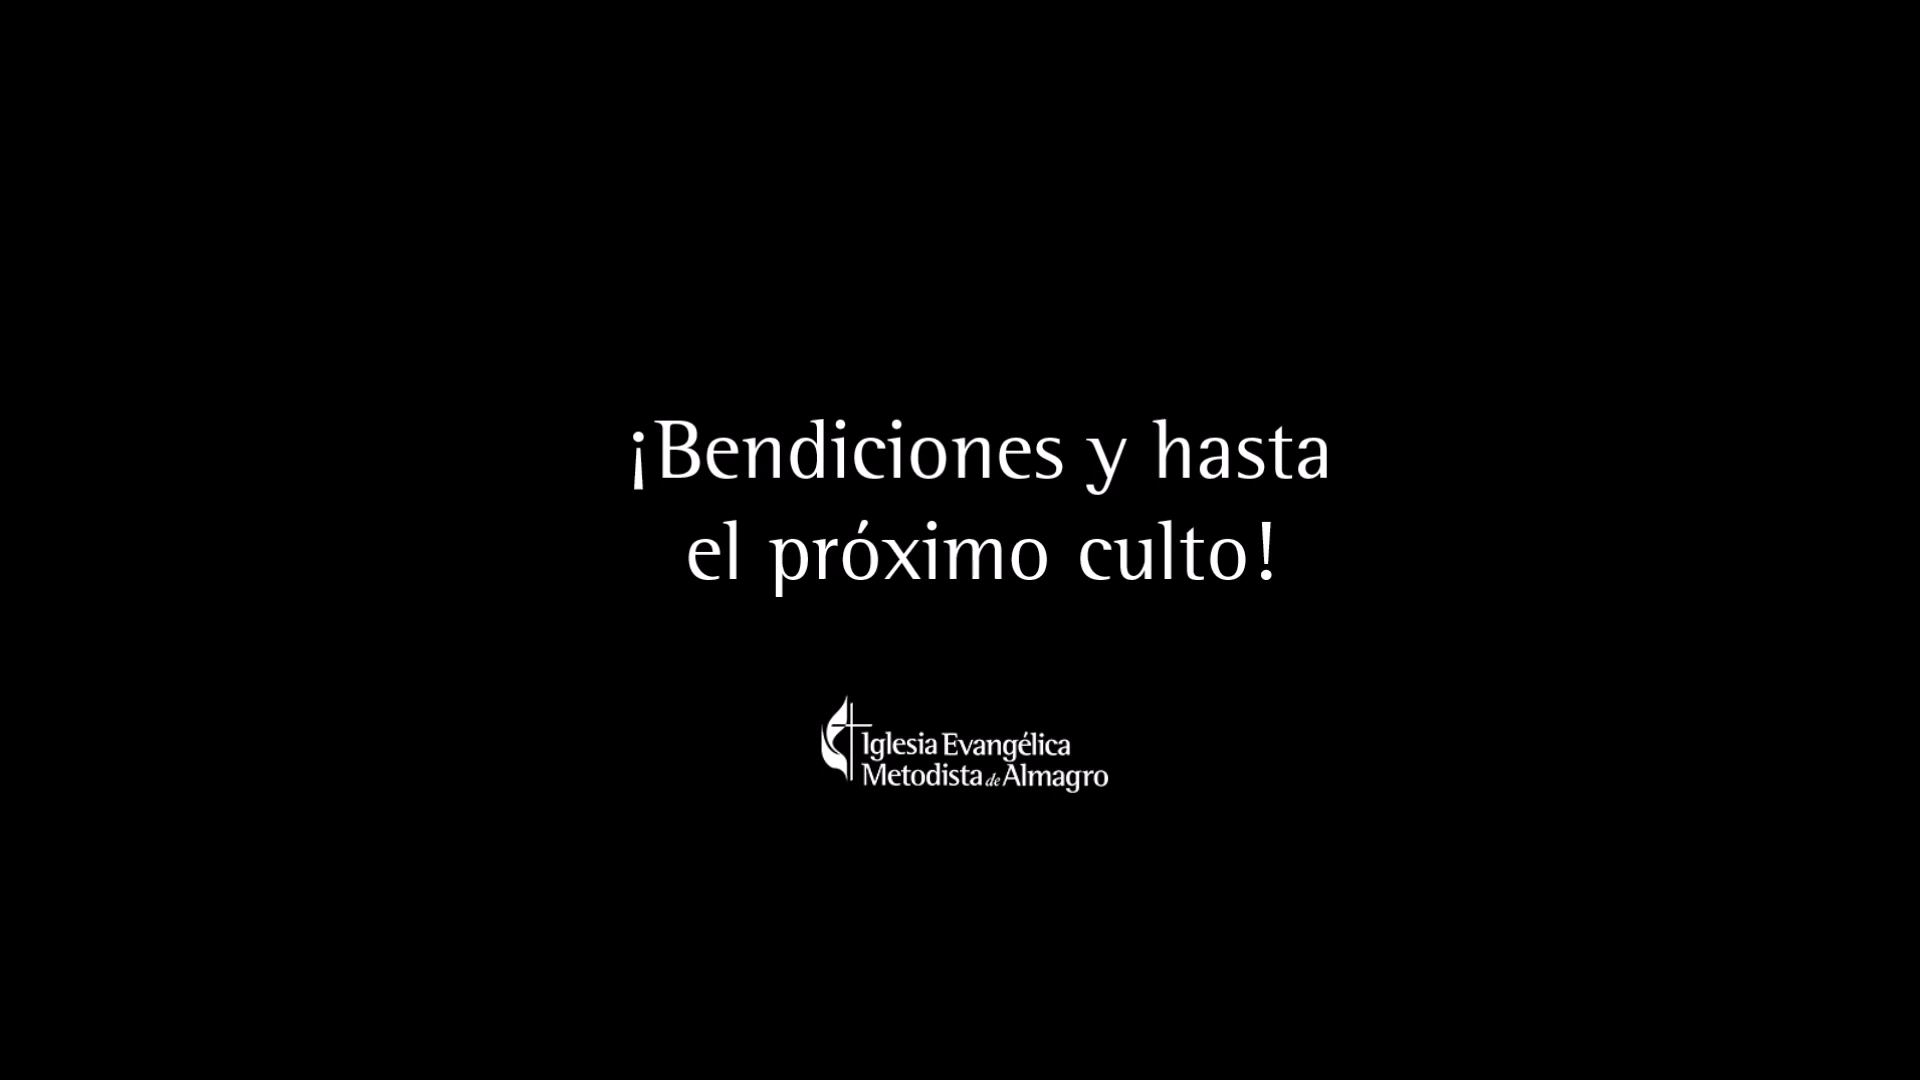 ¡Bendiciones y hasta
el próximo culto!
Iglesia Evangélica
Metodista de Almagro